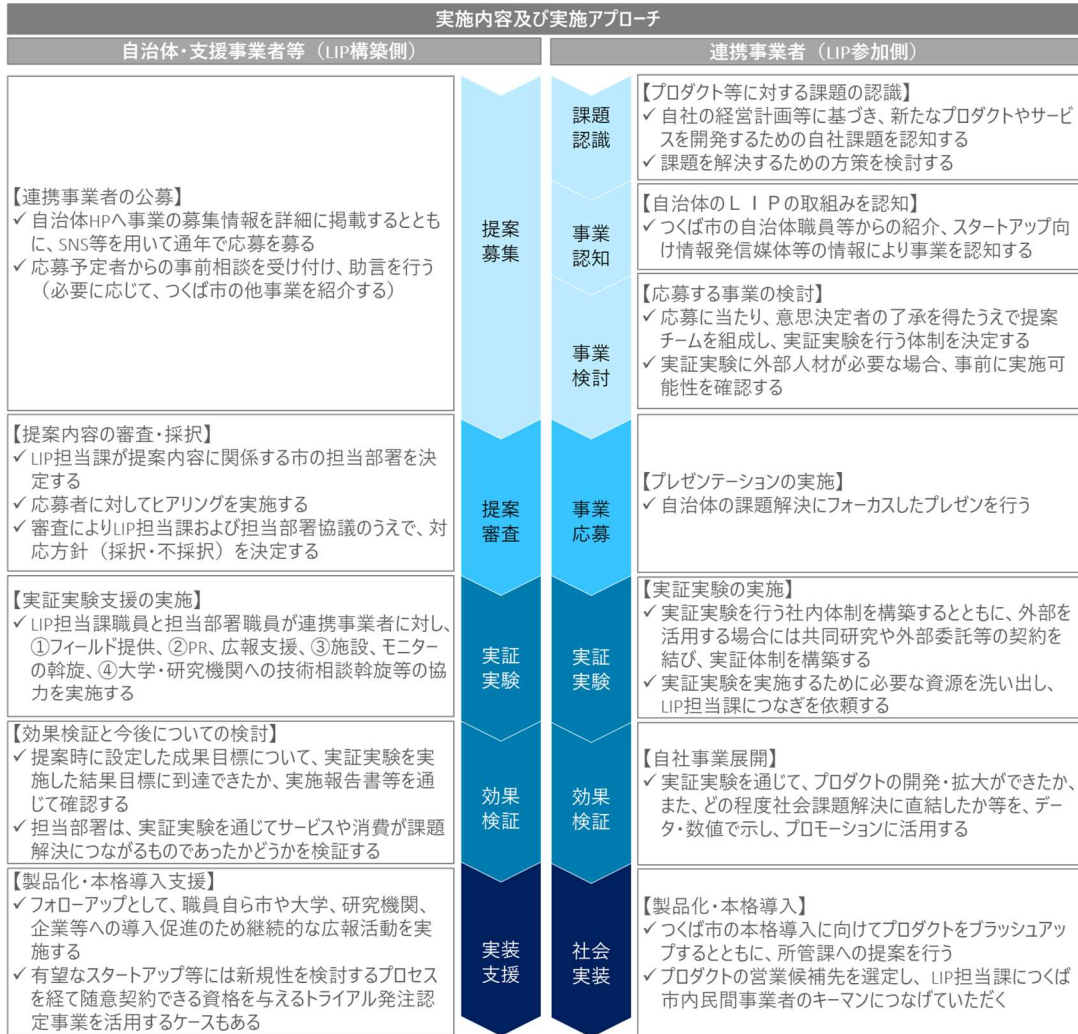 実施内容及び実施アプローチ
自治体・支援事業者等（LIP構築側）
連携事業者（LIP参加側）
【連携事業者の公募】
✓ 自治体HPへ事業の募集情報を詳細に掲載するととも
に、SNS等を用いて通年で応募を募る
✓ 応募予定者からの事前相談を受け付け、助言を行う
（必要に応じて、つくば市の他事業を紹介する）
提案
募集
課題
認識
【プロダクト等に対する課題の認識】
✓ 自社の経営計画等に基づき、新たなプロダクトやサービ
スを開発するための自社課題を認知する
✓ 課題を解決するための方策を検討する
事業
認知
【自治体のＬＩＰの取組みを認知】
✓ つくば市の自治体職員等からの紹介、スタートアップ向
け情報発信媒体等の情報により事業を認知する
事業
検討
【応募する事業の検討】
✓ 応募に当たり、意思決定者の了承を得たうえで提案
チームを組成し、実証実験を行う体制を決定する
✓ 実証実験に外部人材が必要な場合、事前に実施可
能性を確認する
【提案内容の審査・採択】
✓ LIP担当課が提案内容に関係する市の担当部署を決
定する
✓ 応募者に対してヒアリングを実施する
✓ 審査によりLIP担当課および担当部署協議のうえで、対
応方針（採択・不採択）を決定する
提案
審査
事業
応募
【プレゼンテーションの実施】
✓ 自治体の課題解決にフォーカスしたプレゼンを行う
【実証実験支援の実施】
✓ LIP担当課職員と担当部署職員が連携事業者に対し、
①フィールド提供、②PR、広報支援、③施設、モニター
の斡旋、④大学・研究機関への技術相談斡旋等の協
力を実施する
実証
実験
実証
実験
【実証実験の実施】
✓ 実証実験を行う社内体制を構築するとともに、外部を
活用する場合には共同研究や外部委託等の契約を
結び、実証体制を構築する
✓ 実証実験を実施するために必要な資源を洗い出し、
LIP担当課につなぎを依頼する
【効果検証と今後についての検討】
✓ 提案時に設定した成果目標について、実証実験を実
施した結果目標に到達できたか、実施報告書等を通
じて確認する
✓ 担当部署は、実証実験を通じてサービスや消費が課題
解決につながるものであったかどうかを検証する
効果
検証
効果
検証
【自社事業展開】
✓ 実証実験を通じて、プロダクトの開発・拡大ができたか、
また、どの程度社会課題解決に直結したか等を、デー
タ・数値で示し、プロモーションに活用する
【製品化・本格導入支援】
✓ フォローアップとして、職員自ら市や大学、研究機関、
企業等への導入促進のため継続的な広報活動を実
施する
✓ 有望なスタートアップ等には新規性を検討するプロセス
を経て随意契約できる資格を与えるトライアル発注認
定事業を活用するケースもある
実装
支援
社会
実装
【製品化・本格導入】
✓ つくば市の本格導入に向けてプロダクトをブラッシュアッ
プするとともに、所管課への提案を行う
✓ プロダクトの営業候補先を選定し、LIP担当課につくば
市内民間事業者のキーマンにつなげていただく